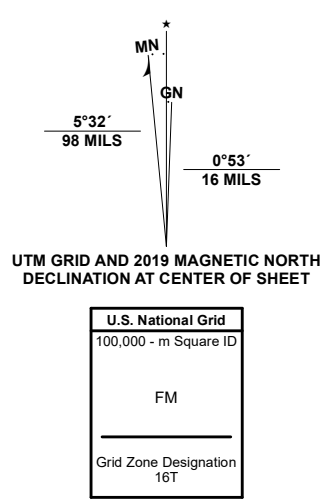 ★
MN
GN
5°32´
98 MILS
0°53´
16 MILS
UTM GRID AND 2019 MAGNETIC NORTH
DECLINATION AT CENTER OF SHEET
U.S. National Grid
100,000 - m Square ID
FM
Grid Zone Designation
16T